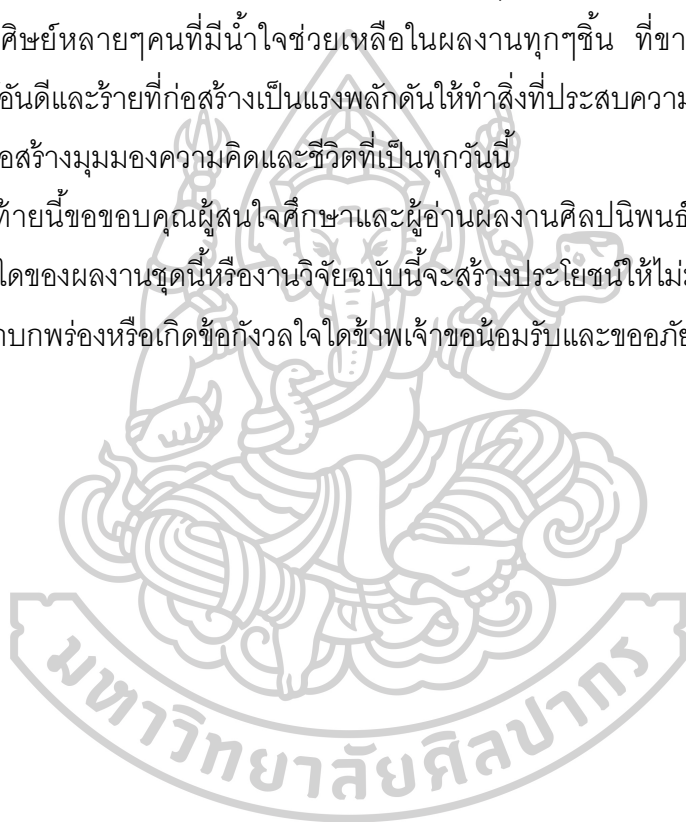 ศิษย์หลายๆคนที่มีน้ำใจช่วยเหลือในผลงานทุกๆชิ้น ที่ขา
อันดีและร้ายที่ก่อสร้างเป็นแรงพลักดันให้ทำสิ่งที่ประสบความ
อสร้างมุมมองความคิดและชีวิตที่เป็นทุกวันนี้
ท้ายนี้ขอขอบคุณผู้สนใจศึกษาและผู้อ่านผลงานศิลปนิพนธ์
ใดของผลงานชุดนี้หรืองานวิจัยฉบับนี้จะสร้างประโยชน์ให้ไม่
าบกพร่องหรือเกิดข้อกังวลใจใดข้าพเจ้าขอน้อมรับและขออภัย
มหาวิทยาลัยศิลปากร